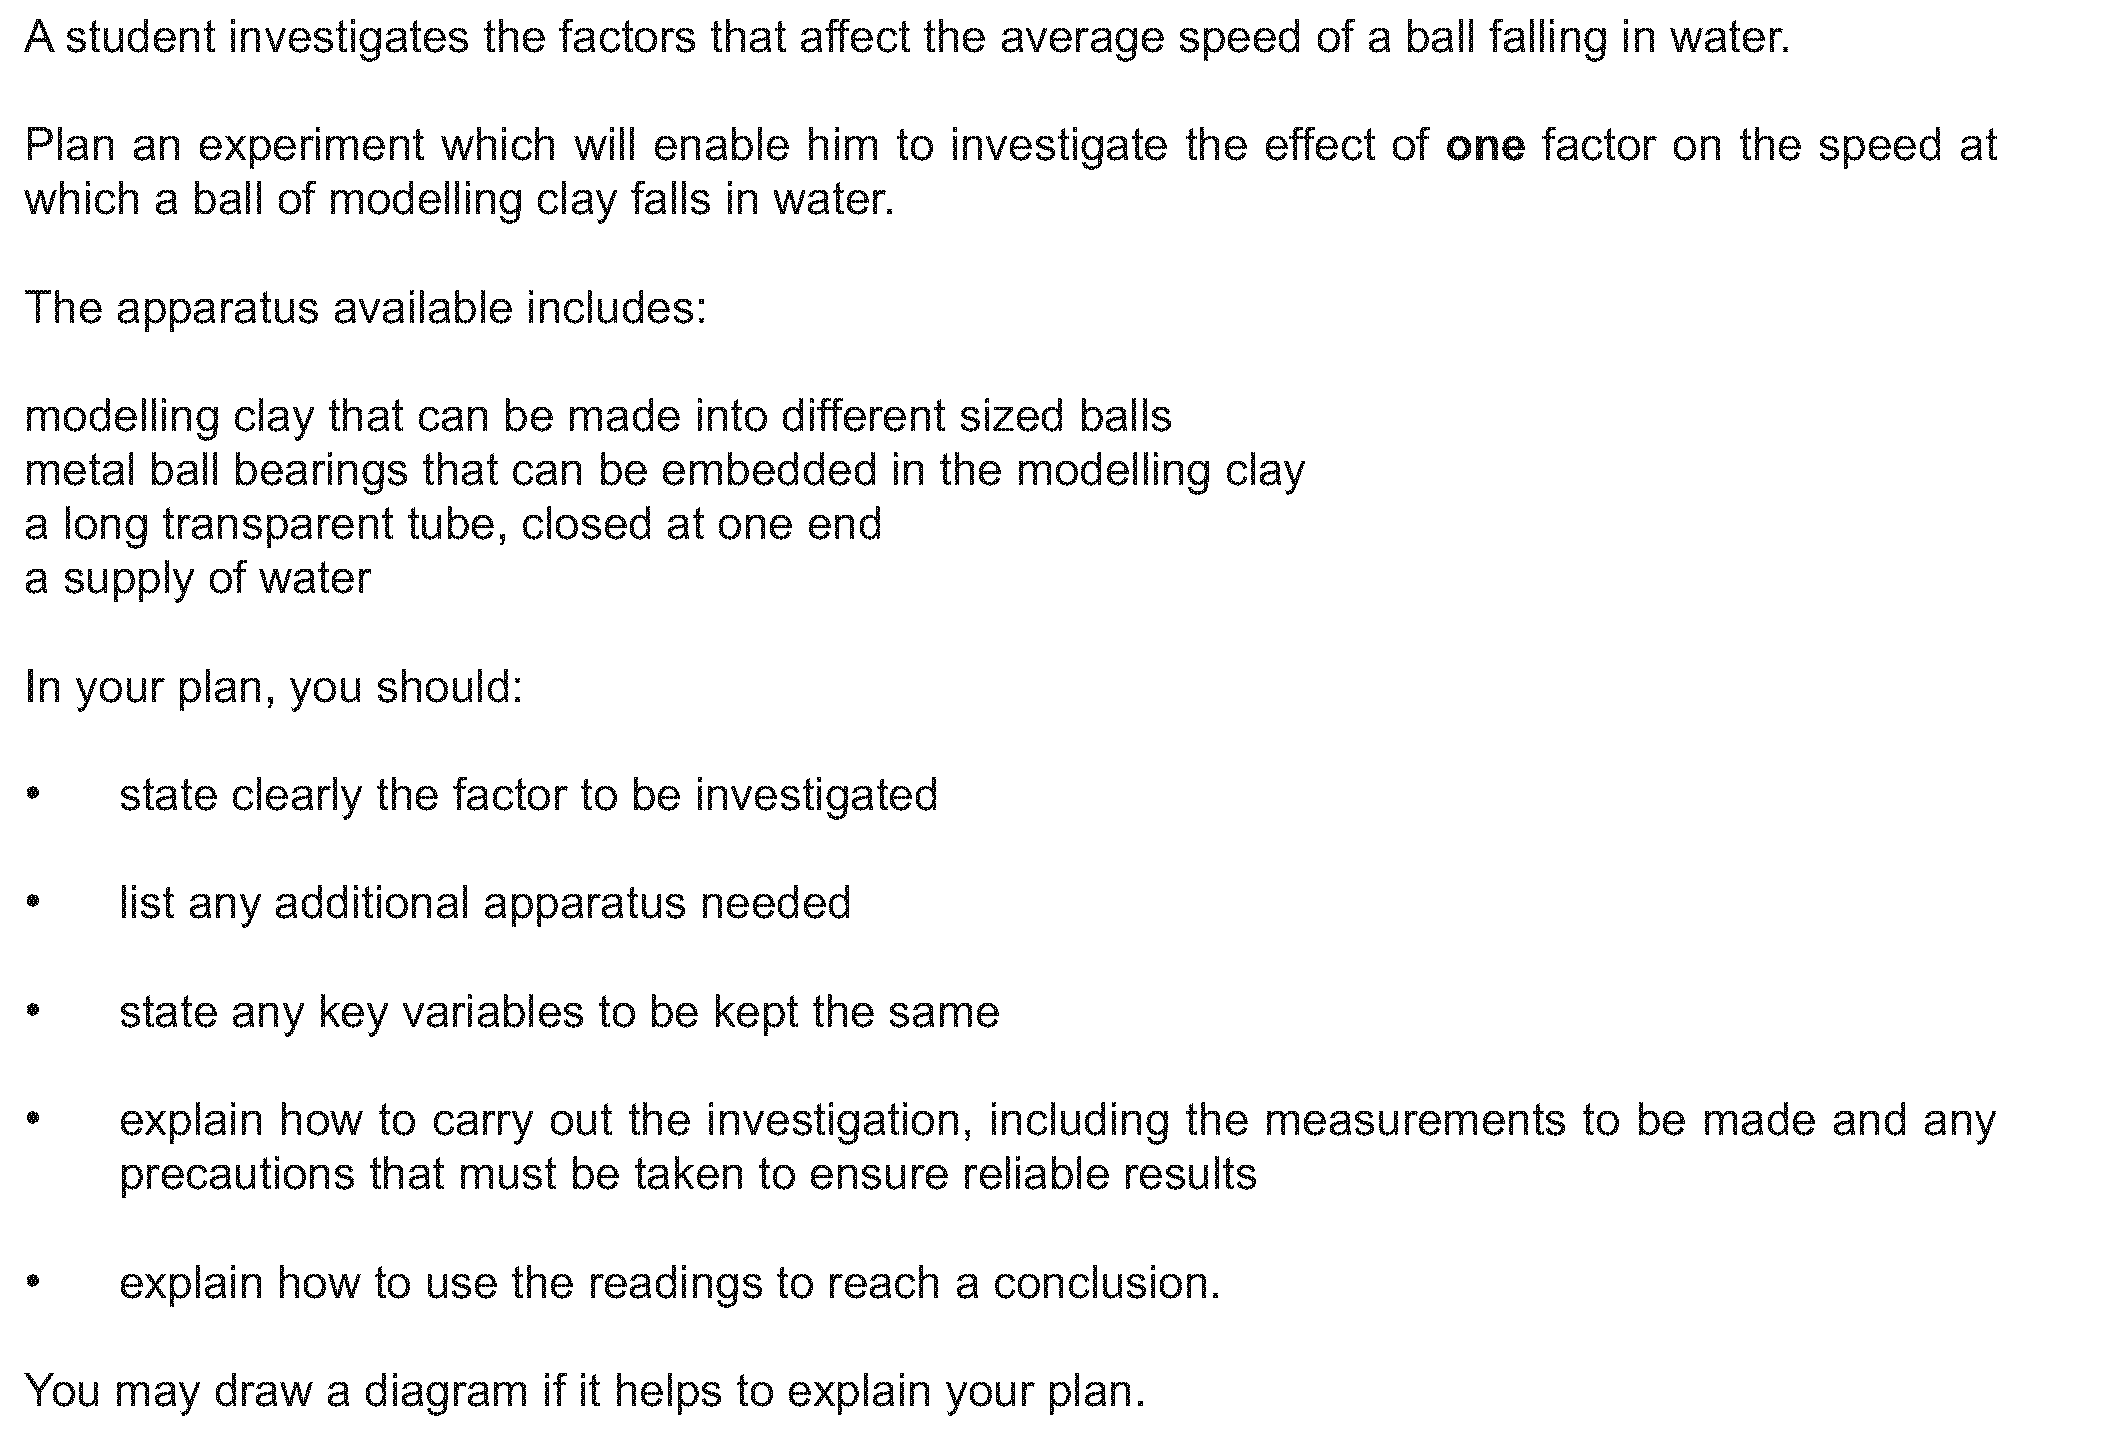 A student investigates the factors that affect the average speed of a ball falling in water.
Plan an experiment which will enable him to investigate the effect of one factor on the speed at
which a ball of modelling clay falls in water.
The apparatus available includes:
modelling clay that can be made into different sized balls
metal ball bearings that can be embedded in the modelling clay
a long transparent tube, closed at one end
a supply of water
In your plan, you should:
• state clearly the factor to be investigated
• list any additional apparatus needed
• state any key variables to be kept the same
• explain how to carry out the investigation, including the measurements to be made and any
precautions that must be taken to ensure reliable results
• explain how to use the readings to reach a conclusion.
You may draw a diagram if it helps to explain your plan.